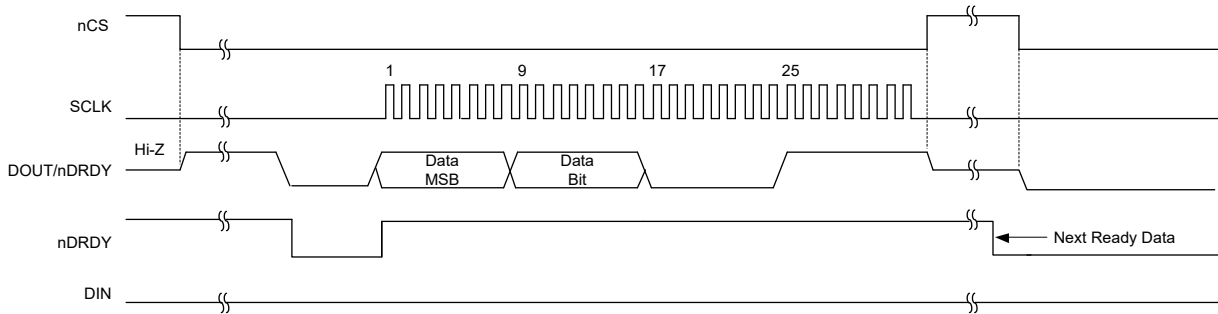 nCS
1 9 17 25
SCLK
Hi-Z
DOUT/nDRDY
Data
MSB
Data
Bit
nDRDY
Next Ready Data
DIN